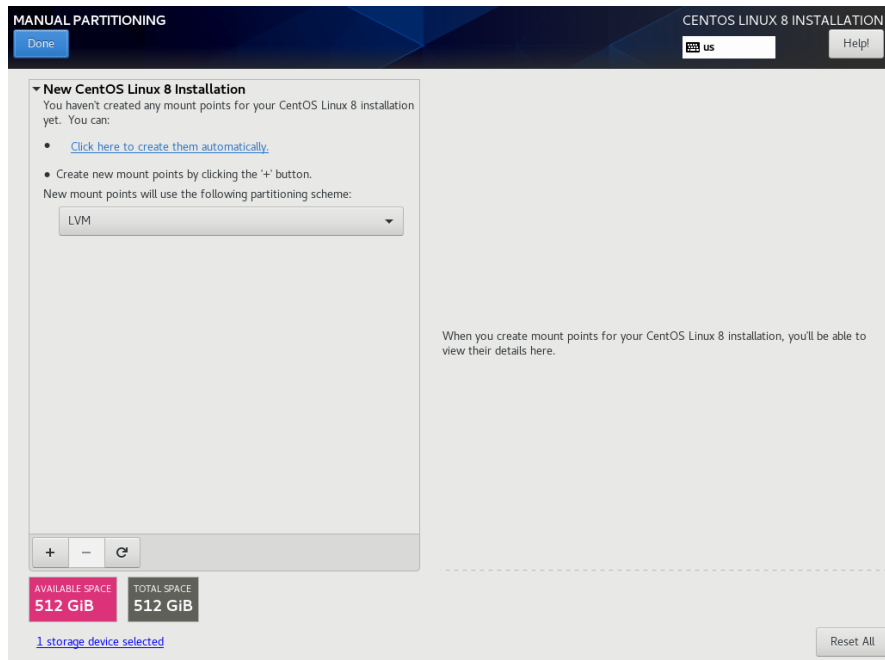 MANUAL PARTITIONING
CENTOS LINUX 8 INSTALLATION
Done
us
Help!
New CentOS Linux 8 Installation
You haven't created any mount points for your CentOS Linux 8 installation
yet. You can:
• Click here to create them automatically.
• Create new mount points by clicking the '+' button.
New mount points will use the following partitioning scheme:
LVM
When you create mount points for your CentOS Linux 8 installation, you'll be able to
view their details here.
AVAILABLE SPACE
512 GiB
TOTAL SPACE
512 GiB
1 storage device selected
Reset All